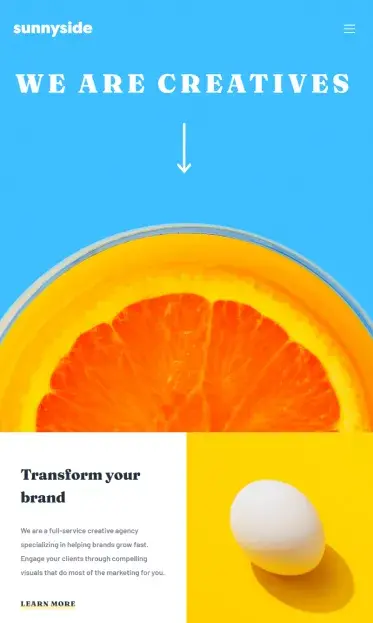 sunnyside
WE ARE CREATIVES
Transform your
brand
We are a full-service creative agency
specializing in helping brands grow fast.
Engage your clients through compelling
visuals that do most of the marketing for you.
LEARN MORE